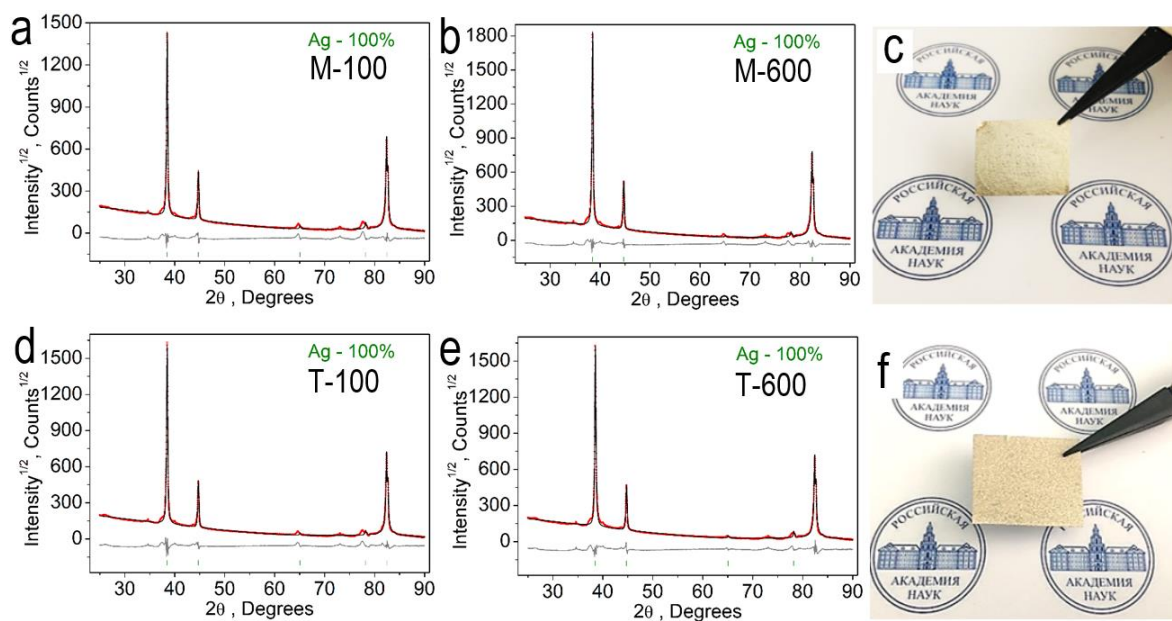 a
1500
1200
900
600
300
0
Intensity^1/2 , Counts^1/2
Ag - 100%
M-100
30 40 50 60 70 80 90
2θ , Degrees
b
1800
1500
1200
900
600
300
0
Intensity^1/2 , Counts^1/2
Ag - 100%
M-600
30 40 50 60 70 80 90
2θ , Degrees
c
РОССИЙСКАЯ
АКАДЕМИЯ
НАУК
АКАДЕМИЯ
НАУК
РОССИЙСКАЯ
АКАДЕМИЯ
НАУК
РОССИЙСКАЯ
АКАДЕМИЯ
НАУК
d
1500
1200
900
600
300
0
Intensity^1/2 , Counts^1/2
Ag - 100%
T-100
30 40 50 60 70 80 90
2θ , Degrees
e
1500
1200
900
600
300
0
Intensity^1/2 , Counts^1/2
Ag - 100%
T-600
30 40 50 60 70 80 90
2θ , Degrees
f
РОССИЙСКАЯ
АКАДЕМИЯ
НАУК
РОССИЙСКАЯ
АКАДЕМИЯ
НАУК
РОССИЙСКАЯ
АКАДЕМИЯ
НАУК
РОССИЙСКАЯ
АКАДЕМИЯ
НАУК